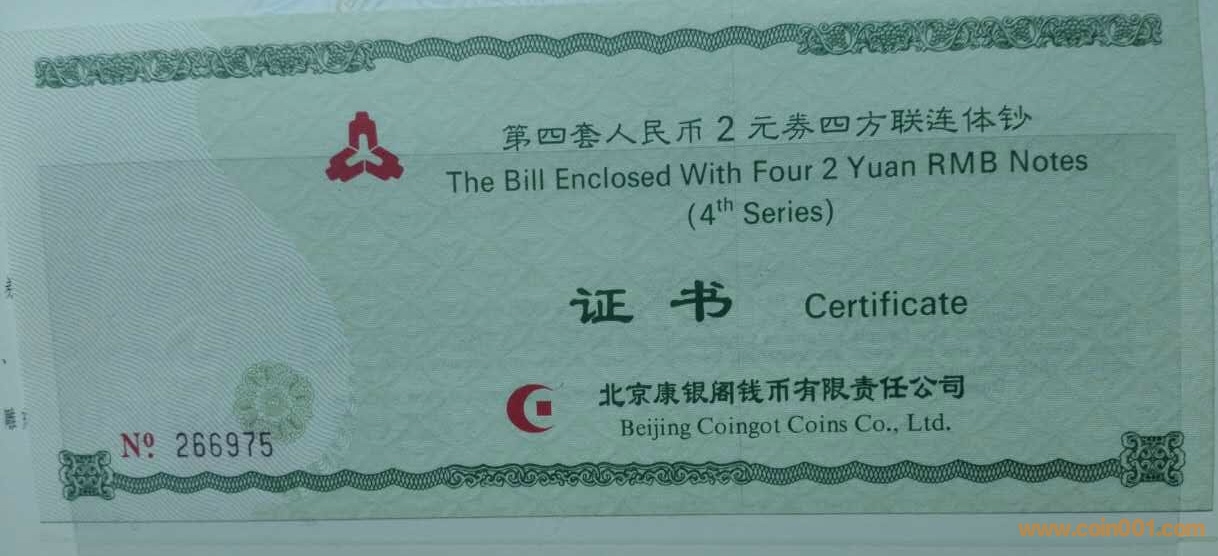 第四套人民币2元券四方联连体钞
The Bill Enclosed With Four 2 Yuan RMB Notes
(4th Series)
证书 Certificate
北京康银阁钱币有限责任公司
Beijing Coingot Coins Co., Ltd.
Nº 266975
www.coin001.com